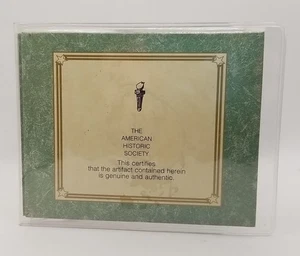 THE
AMERICAN
HISTORIC
SOCIETY
This certifies
that the artifact contained herein
is genuine and authentic.